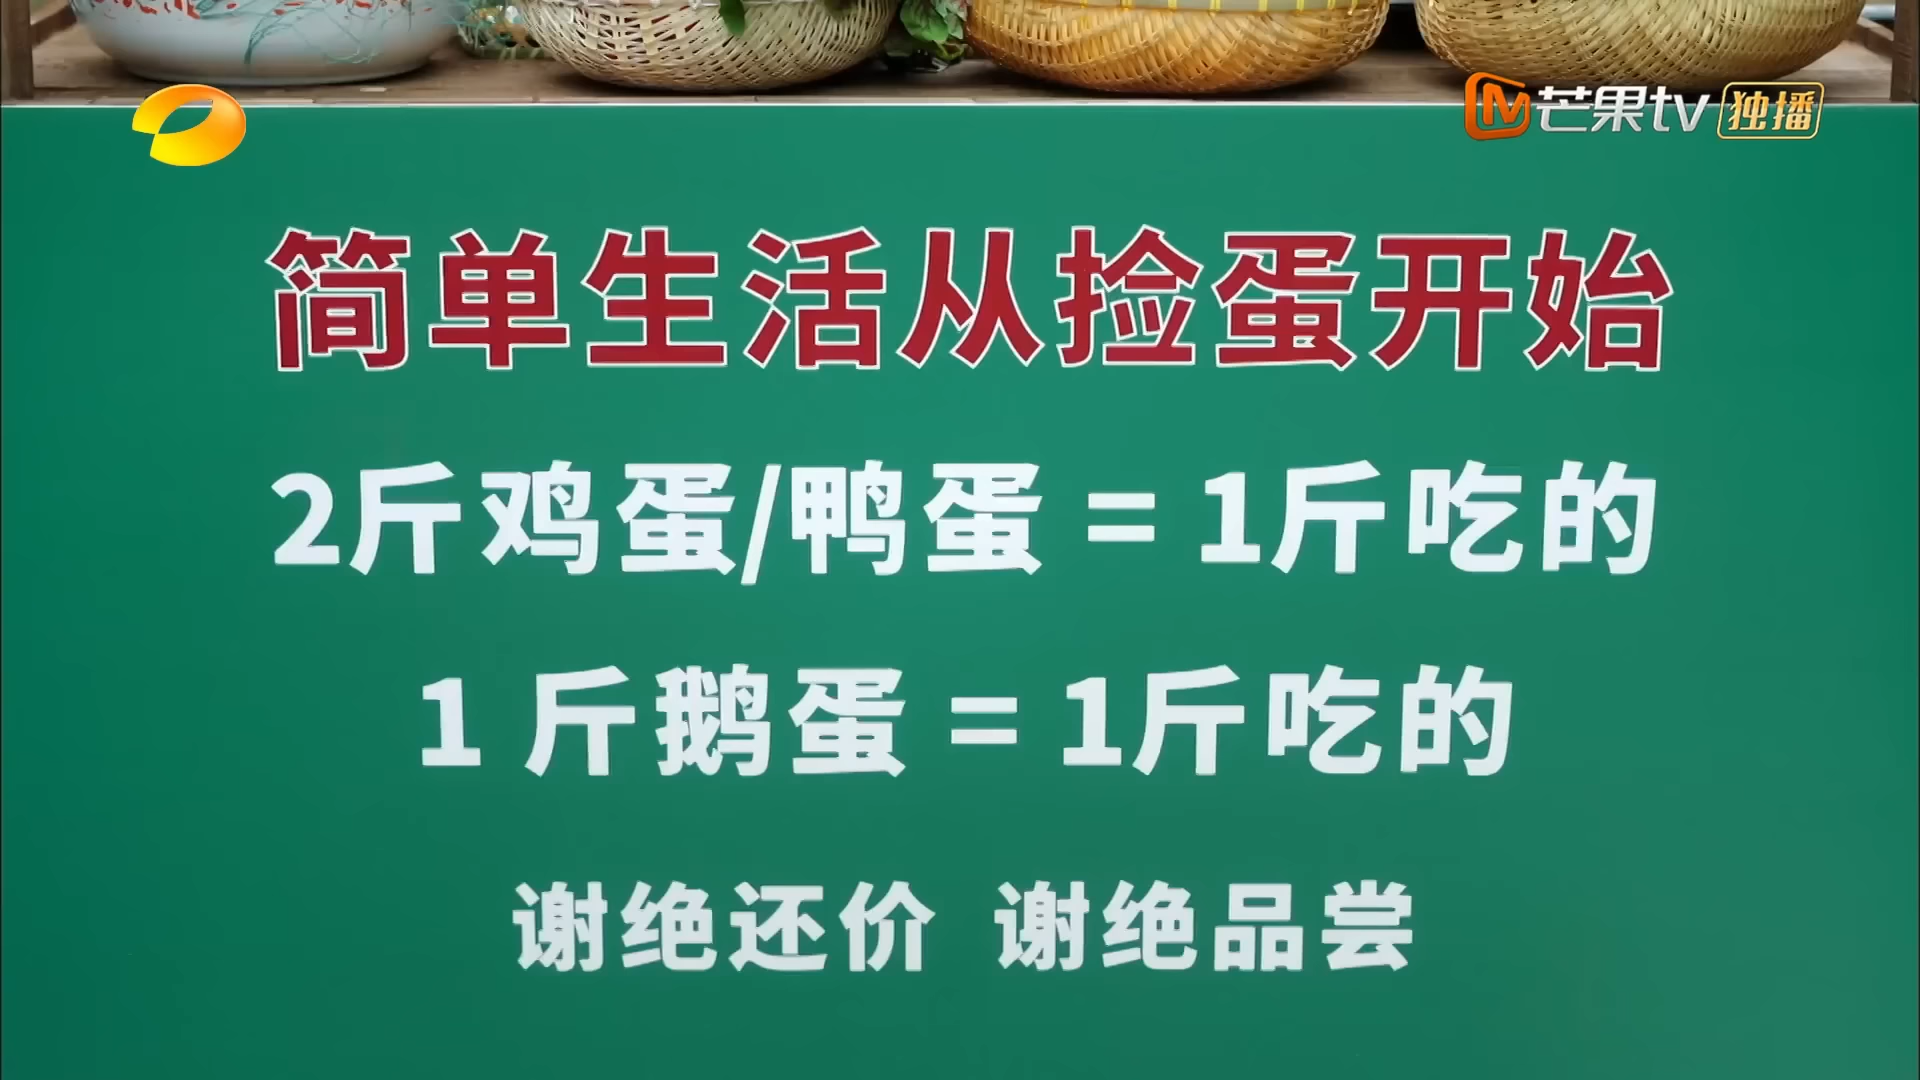 芒果tv 独播
简单生活从捡蛋开始
2斤鸡蛋/鸭蛋 = 1斤吃的
1斤鹅蛋 = 1斤吃的
谢绝还价 谢绝品尝